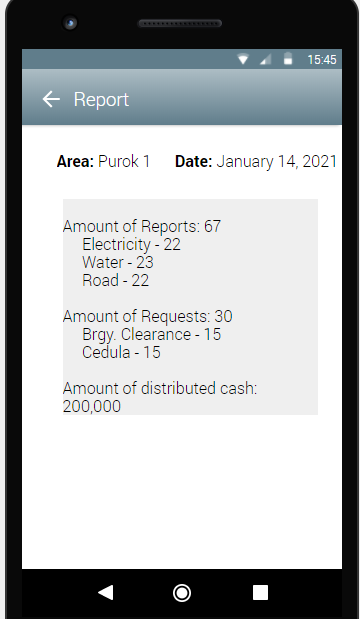 15:45
Report
Area: Purok 1 Date: January 14, 2021
Amount of Reports: 67
Electricity - 22
Water - 23
Road - 22
Amount of Requests: 30
Brgy. Clearance - 15
Cedula - 15
Amount of distributed cash:
200,000